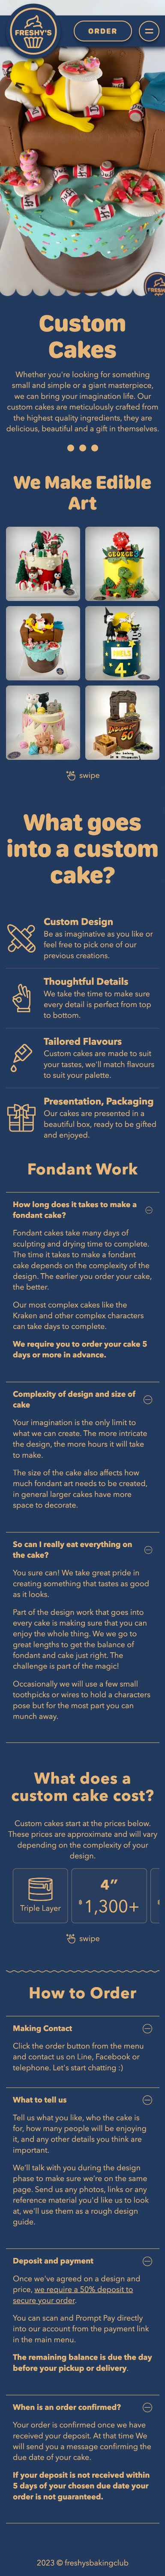 FRESHY'S
ORDER
Custom
Cakes
Whether you're looking for something
small and simple or a giant masterpiece,
we can bring your imagination life. Our
custom cakes are meticulously crafted from
the highest quality ingredients, they are
delicious, beautiful and a gift in themselves.
We Make Edible
Art
GEORGE
4
50
swipe
What goes
into a custom
cake?
Custom Design
Be as imaginative as you like or
feel free to pick one of our
previous creations.
Thoughtful Details
We take the time to make sure
every detail is perfect from top
to bottom.
Tailored Flavours
Custom cakes are made to suit
your tastes, we'll match flavours
to suit your palette.
Presentation, Packaging
Our cakes are presented in a
beautiful box, ready to be gifted
and enjoyed.
Fondant Work
How long does it takes to make a
fondant cake?
Fondant cakes take many days of
sculpting and drying time to complete.
The time it takes to make a fondant
cake depends on the complexity of the
design. The earlier you order your cake,
the better.
Our most complex cakes like the
Kraken and other complex characters
can take days to complete.
We require you to order your cake 5
days or more in advance.
Complexity of design and size of
cake
Your imagination is the only limit to
what we can create. The more intricate
the design, the more hours it will take
to make.
The size of the cake also affects how
much fondant art needs to be created,
in general larger cakes have more
space to decorate.
So can I really eat everything on
the cake?
You sure can! We take great pride in
creating something that tastes as good
as it looks.
Part of the design work that goes into
every cake is making sure that you can
enjoy the whole thing. We we go to
great lengths to get the balance of
fondant and cake just right. The
challenge is part of the magic!
Occasionally we will use a few small
toothpicks or wires to hold a characters
pose but for the most part you can
munch away.
What does a
custom cake cost?
Custom cakes start at the prices below.
These prices are approximate and will vary
depending on the complexity of your
design.
Triple Layer
4”
฿1,300+
swipe
How to Order
Making Contact
Click the order button from the menu
and contact us on Line, Facebook or
telephone. Let's start chatting :)
What to tell us
Tell us what you like, who the cake is
for, how many people will be enjoying
it, and any other details you think are
important.
We'll talk with you during the design
phase to make sure we're on the same
page. Send us any photos, links or any
reference material you'd like us to look
at, we'll use them as a rough design
guide.
Deposit and payment
Once we've agreed on a design and
price, we require a 50% deposit to
secure your order.
You can scan and Prompt Pay directly
into our account from the payment link
in the main menu.
The remaining balance is due the day
before your pickup or delivery.
When is an order confirmed?
Your order is confirmed once we have
received your deposit. At that time We
will send you a message confirming the
due date of your cake.
If your deposit is not received within
5 days of your chosen due date your
order is not guaranteed.
2023 © freshysbakingclub